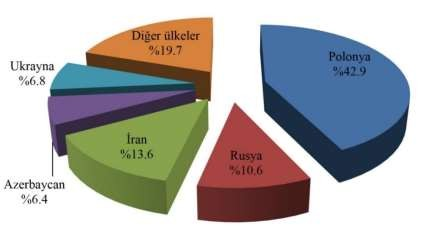 Diğer ülkeler
%19.7
Polonya
%42.9
Ukrayna
%6.8
İran
%13.6
Rusya
%10.6
Azerbaycan
%6.4